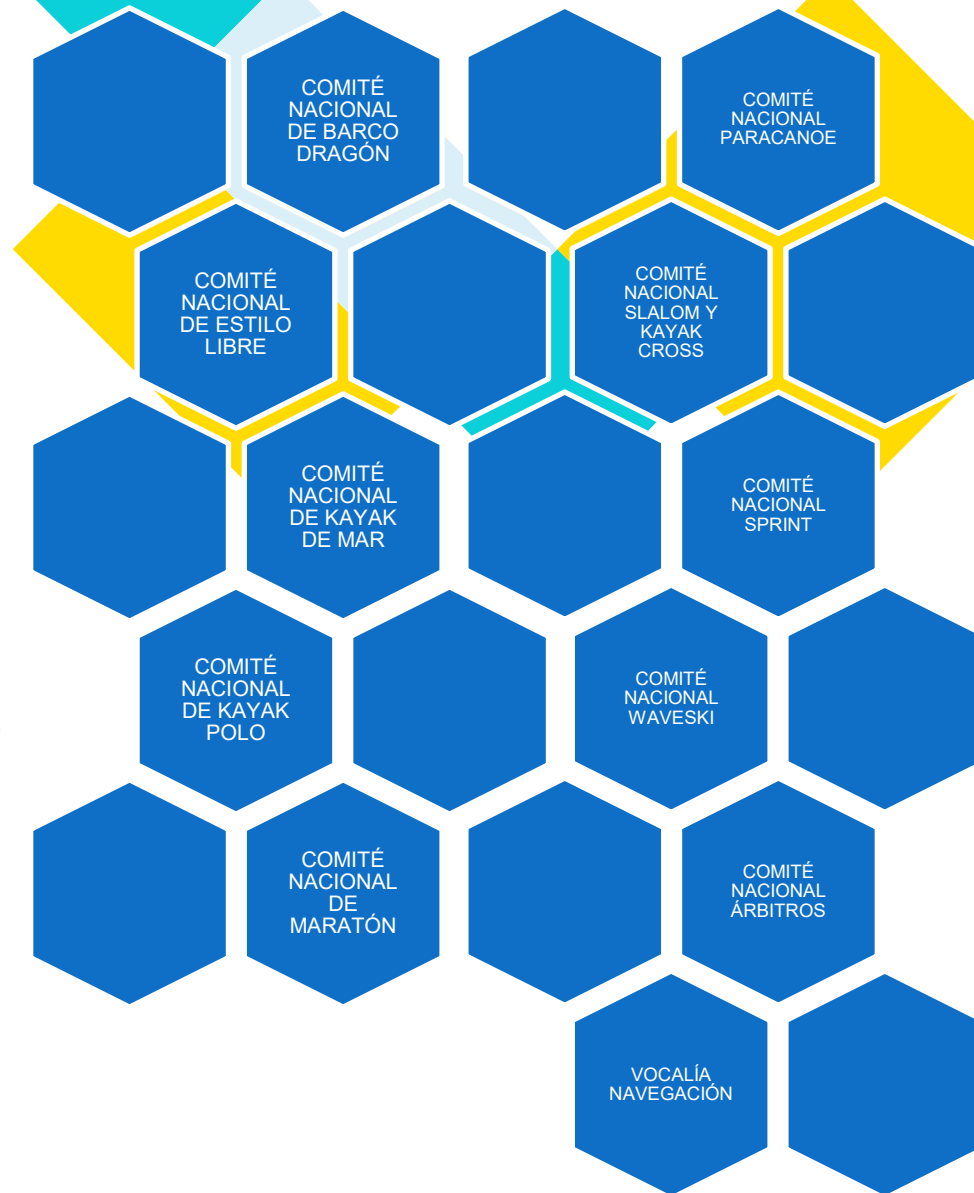 COMITÉ
NACIONAL
DE BARCO
DRAGÓN
COMITÉ
NACIONAL
PARACANOE
COMITÉ
NACIONAL
DE ESTILO
LIBRE
COMITÉ
NACIONAL
SLALOM Y
KAYAK
CROSS
COMITÉ
NACIONAL
DE KAYAK
DE MAR
COMITÉ
NACIONAL
SPRINT
COMITÉ
NACIONAL
DE KAYAK
POLO
COMITÉ
NACIONAL
WAVESKI
COMITÉ
NACIONAL
DE
MARATÓN
COMITÉ
NACIONAL
ÁRBITROS
VOCALÍA
NAVEGACIÓN